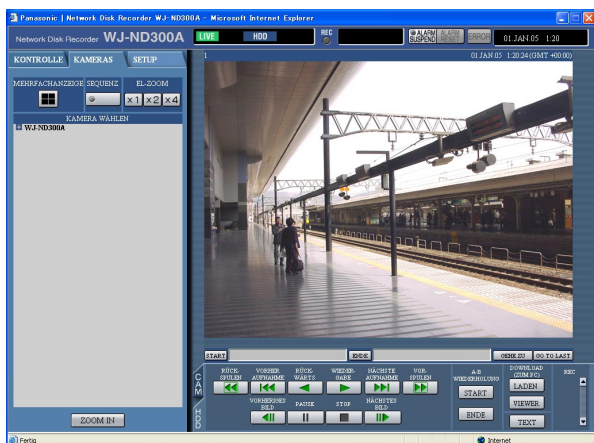 Panasonic | Network Disk Recorder WJ-ND300A - Microsoft Internet Explorer
Network Disk Recorder WJ-ND300A
LIVE HDD REC ALARM SUSPEND ALARM RESET ERROR 01.JAN.05 1:20
KONTROLLE KAMERAS SETUP
1 01.JAN.05 1:20:24 (GMT +00:00)
MEHRFACHANZEIGE SEQUENZ EL-ZOOM
x1 x2 x4
KAMERA WÄHLEN
WJ-ND300A
ZOOM IN
START ENDE GEHE ZU GO TO LAST
CAM
HDD
RÜCK-SPULEN VORHER AUFNAHME RÜCK-WÄRTS WIEDER-GABE NÄCHSTE AUFNAHME VOR-SPULEN
VORHERIGES BILD PAUSE STOP NÄCHSTES BILD
A-B WIEDERHOLUNG
START
ENDE
DOWNLOAD (ZUM PC)
LADEN
VIEWER
TEXT
REC
Fertig Internet